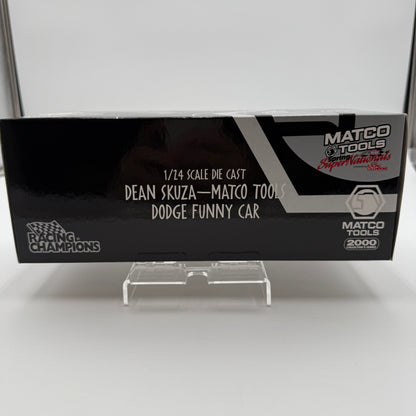 MATCO
TOOLS
Spring
SuperNationals
1/24 SCALE DIE CAST
DEAN SKUZA—MATCO TOOLS
DODGE FUNNY CAR
RACING
CHAMPIONS
MATCO
TOOLS
2000